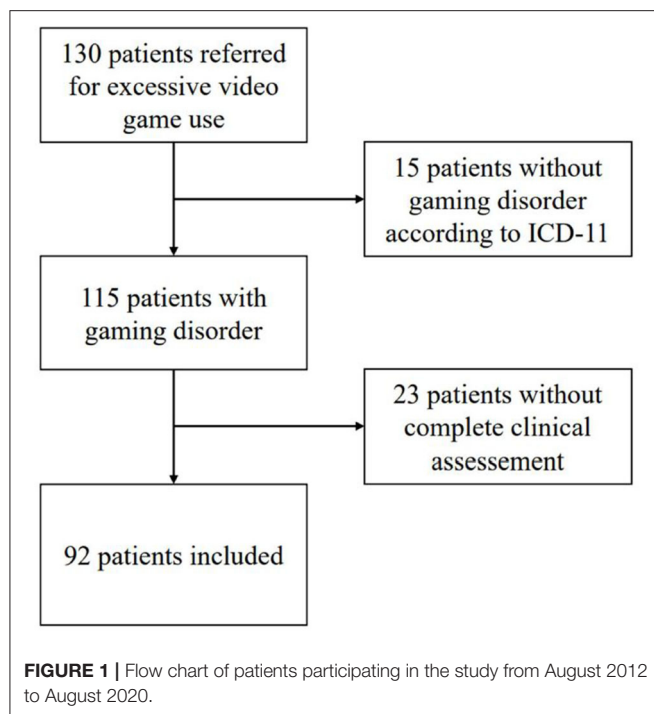 130 patients referred
for excessive video
game use
15 patients without
gaming disorder
according to ICD-11
115 patients with
gaming disorder
23 patients without
complete clinical
assessement
92 patients included
FIGURE 1 | Flow chart of patients participating in the study from August 2012
to August 2020.